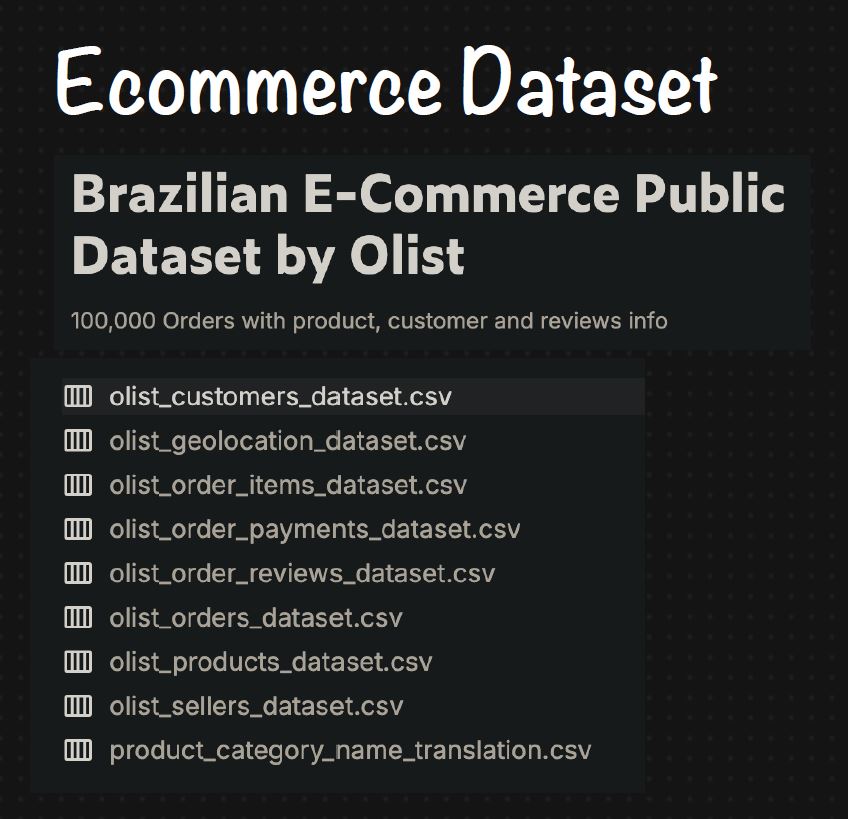 Ecommerce Dataset
Brazilian E-Commerce Public
Dataset by Olist
100,000 Orders with product, customer and reviews info
olist_customers_dataset.csv
olist_geolocation_dataset.csv
olist_order_items_dataset.csv
olist_order_payments_dataset.csv
olist_order_reviews_dataset.csv
olist_orders_dataset.csv
olist_products_dataset.csv
olist_sellers_dataset.csv
product_category_name_translation.csv